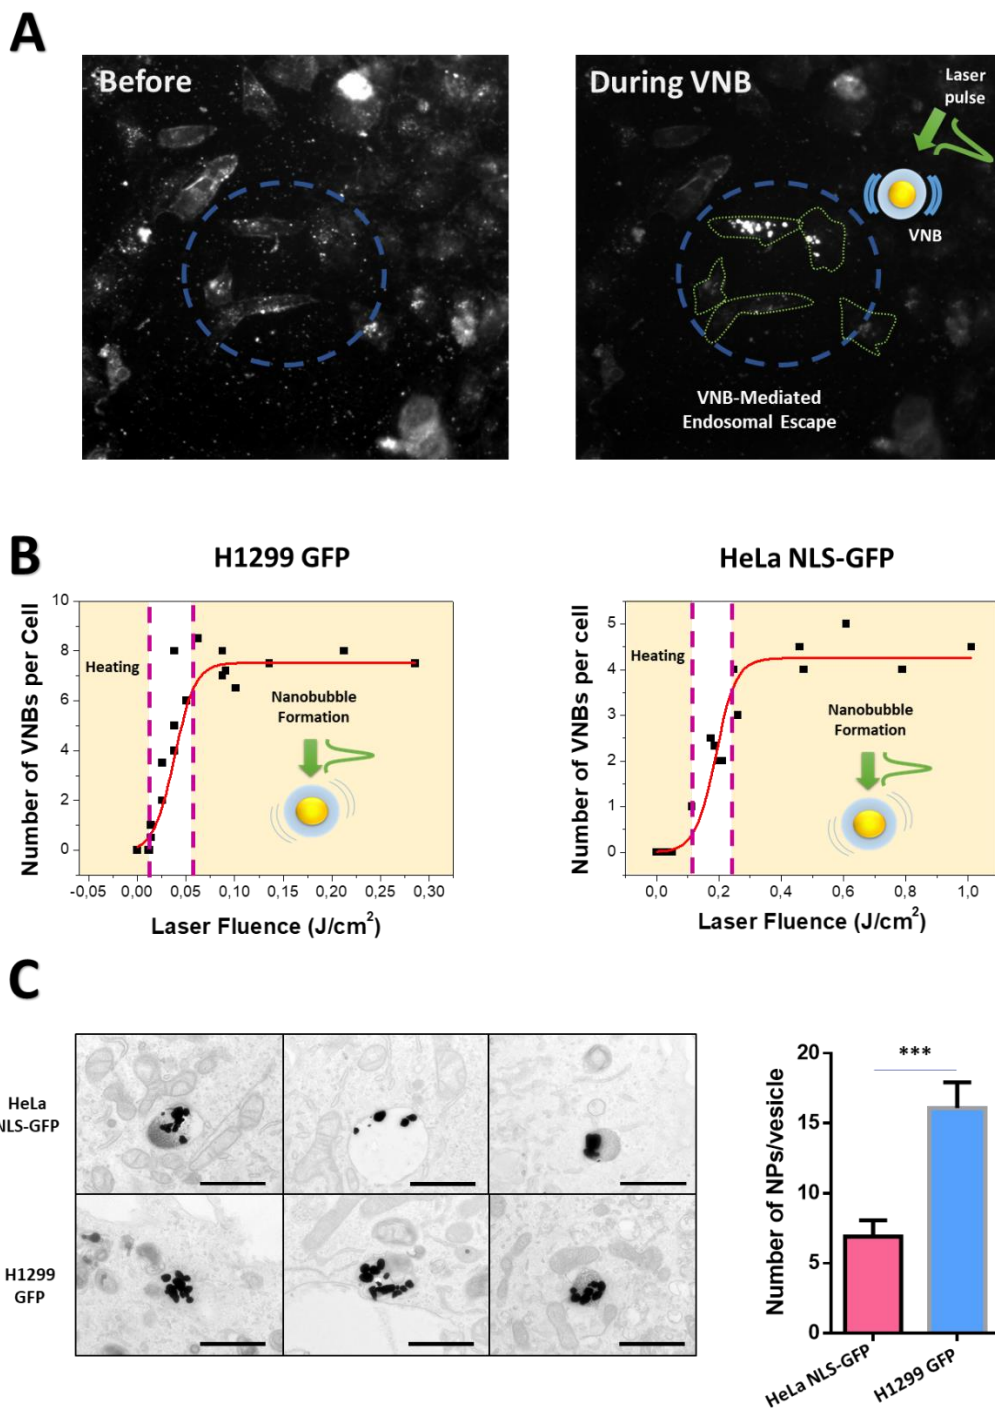 A
Before
During VNB
Laser
pulse
VNB
VNB-Mediated
Endosomal Escape
B
H1299 GFP
Number of VNBs per Cell
10
8
6
4
2
0
Heating
Nanobubble
Formation
-0,05
0,00
0,05
0,10
0,15
0,20
0,25
0,30
Laser Fluence (J/cm²)
HeLa NLS-GFP
Number of VNBs per cell
5
4
3
2
1
0
Heating
Nanobubble
Formation
0,0
0,2
0,4
0,6
0,8
1,0
Laser Fluence (J/cm²)
C
HeLa
NLS-GFP
H1299
GFP
Number of NPs/vesicle
20
15
10
5
0
***
HeLa NLS-GFP
H1299 GFP